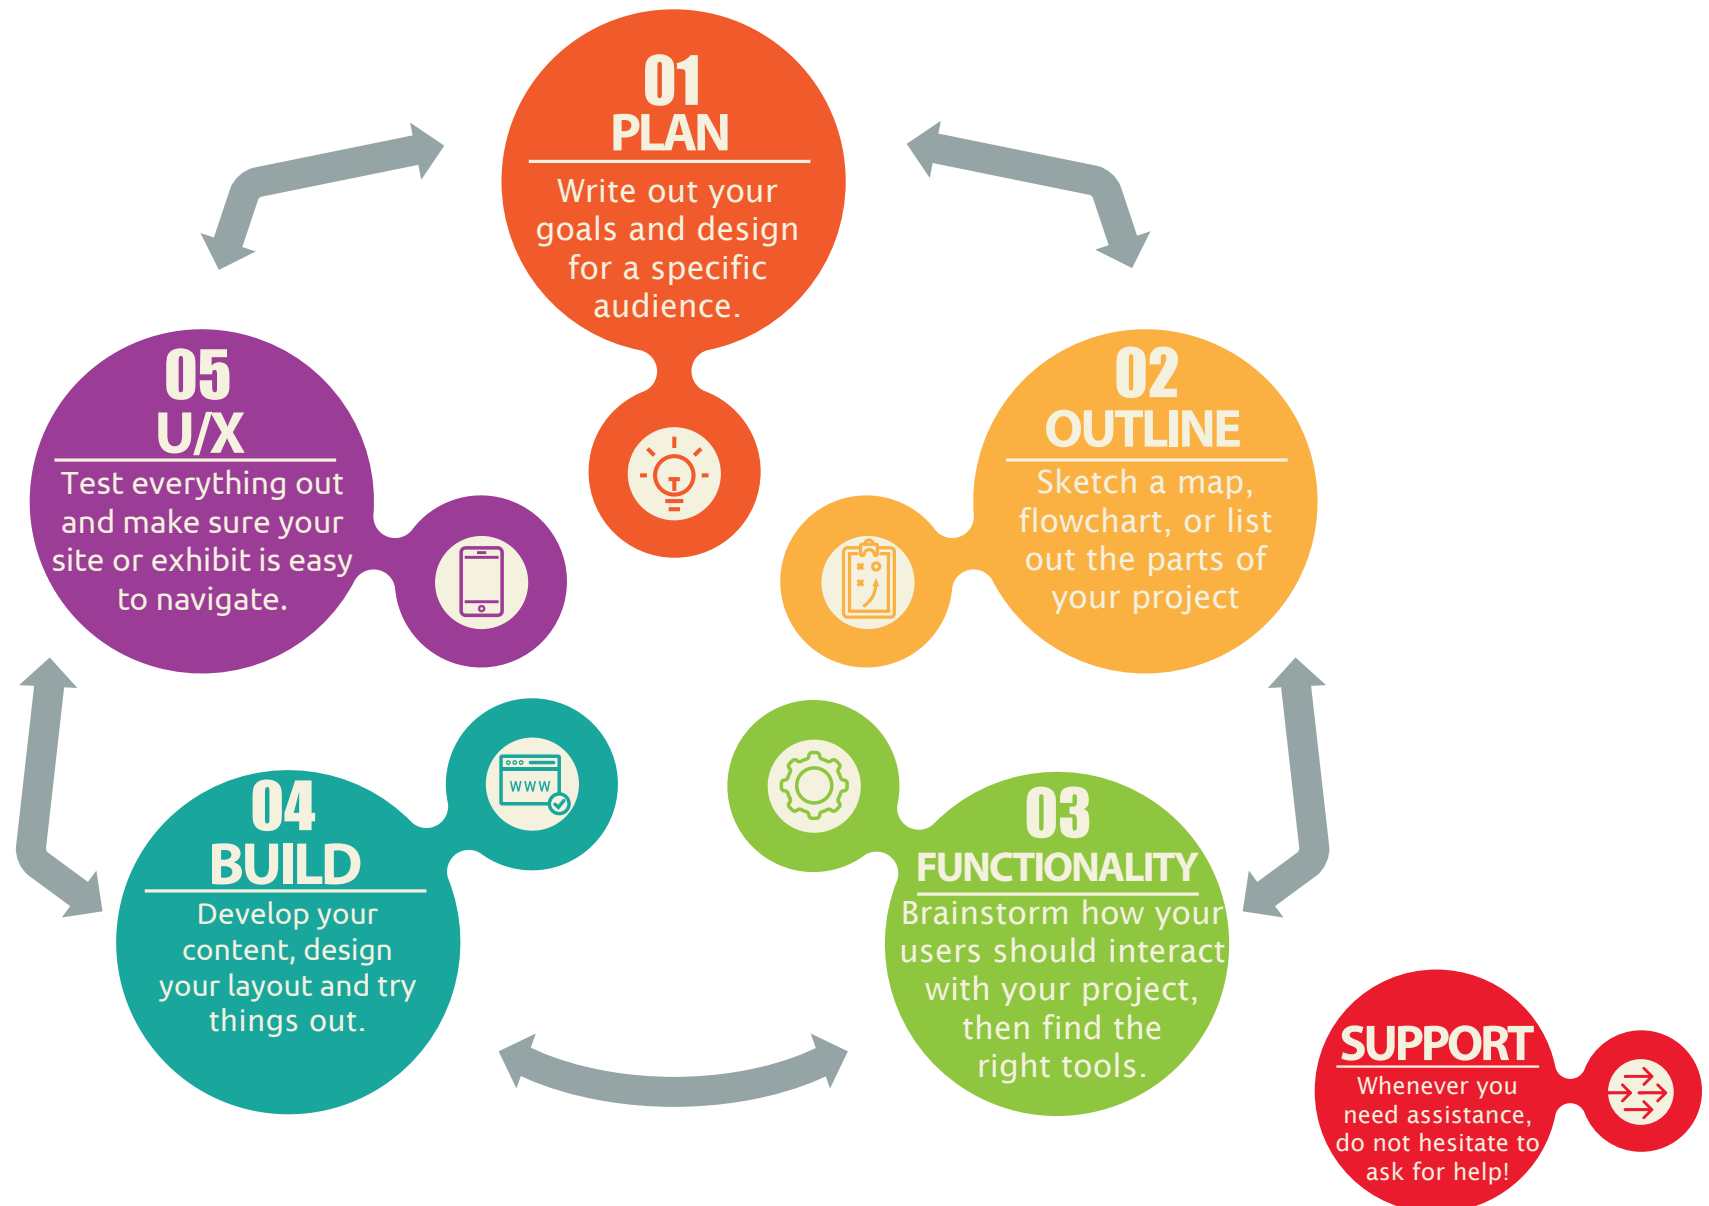 01
PLAN
Write out your
goals and design
for a specific
audience.
02
OUTLINE
Sketch a map,
flowchart, or list
out the parts of
your project
03
FUNCTIONALITY
Brainstorm how your
users should interact
with your project,
then find the
right tools.
04
BUILD
Develop your
content, design
your layout and try
things out.
WWW
05
U/X
Test everything out
and make sure your
site or exhibit is easy
to navigate.
SUPPORT
Whenever you
need assistance,
do not hesitate to
ask for help!